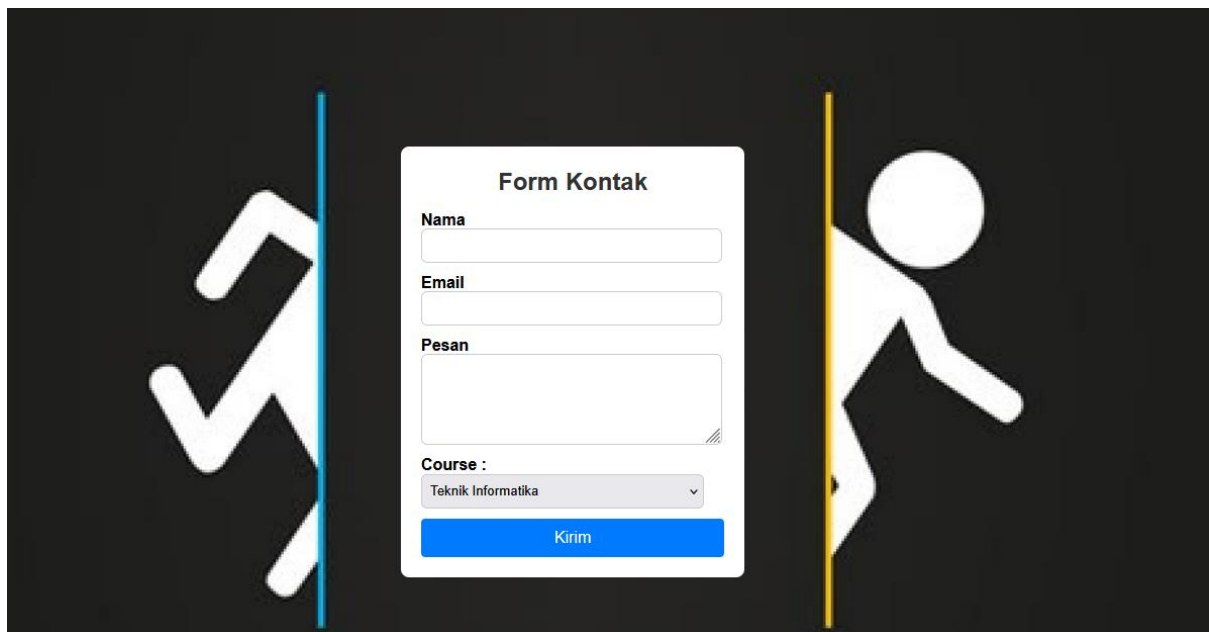 Form Kontak
Nama
Email
Pesan
Course :
Teknik Informatika
Kirim